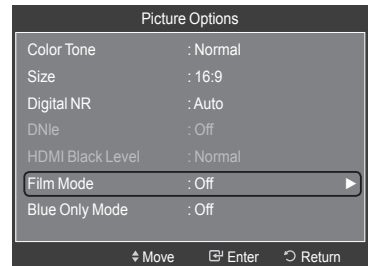 Picture Options
Color Tone : Normal
Size : 16:9
Digital NR : Auto
DNIe : Off
HDMI Black Level : Normal
Film Mode : Off
Blue Only Mode : Off
Move Enter Return